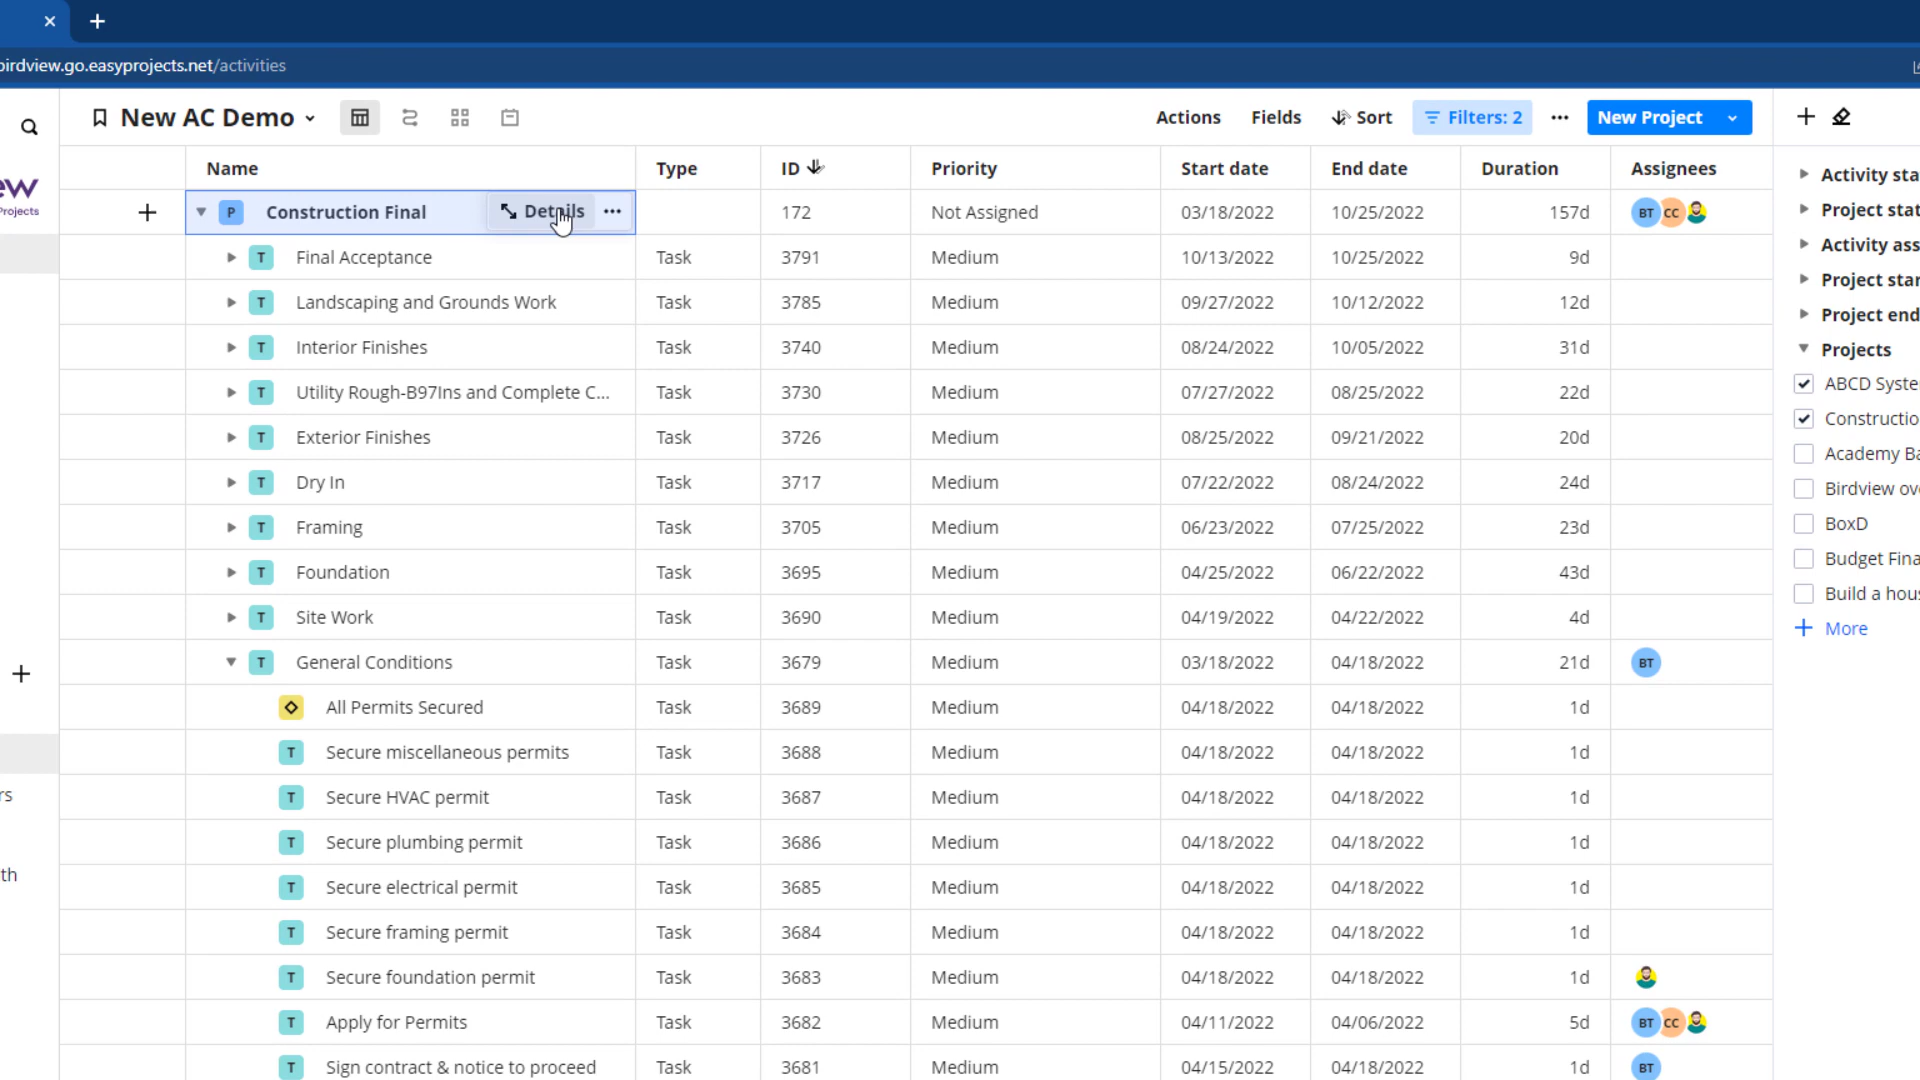 birdview.go.easyprojects.net/activities
New AC Demo
Actions Fields Sort Filters: 2 New Project
Name Type ID Priority Start date End date Duration Assignees
P Construction Final Details 172 Not Assigned 03/18/2022 10/25/2022 157d BT CC
T Final Acceptance Task 3791 Medium 10/13/2022 10/25/2022 9d
T Landscaping and Grounds Work Task 3785 Medium 09/27/2022 10/12/2022 12d
T Interior Finishes Task 3740 Medium 08/24/2022 10/05/2022 31d
T Utility Rough-B97Ins and Complete C... Task 3730 Medium 07/27/2022 08/25/2022 22d
T Exterior Finishes Task 3726 Medium 08/25/2022 09/21/2022 20d
T Dry In Task 3717 Medium 07/22/2022 08/24/2022 24d
T Framing Task 3705 Medium 06/23/2022 07/25/2022 23d
T Foundation Task 3695 Medium 04/25/2022 06/22/2022 43d
T Site Work Task 3690 Medium 04/19/2022 04/22/2022 4d
T General Conditions Task 3679 Medium 03/18/2022 04/18/2022 21d BT
All Permits Secured Task 3689 Medium 04/18/2022 04/18/2022 1d
T Secure miscellaneous permits Task 3688 Medium 04/18/2022 04/18/2022 1d
T Secure HVAC permit Task 3687 Medium 04/18/2022 04/18/2022 1d
T Secure plumbing permit Task 3686 Medium 04/18/2022 04/18/2022 1d
T Secure electrical permit Task 3685 Medium 04/18/2022 04/18/2022 1d
T Secure framing permit Task 3684 Medium 04/18/2022 04/18/2022 1d
T Secure foundation permit Task 3683 Medium 04/18/2022 04/18/2022 1d
T Apply for Permits Task 3682 Medium 04/11/2022 04/06/2022 5d BT CC
T Sign contract & notice to proceed Task 3681 Medium 04/15/2022 04/18/2022 1d BT
Activity sta
Project stat
Activity ass
Project star
Project end
Projects
ABCD Syste
Constructio
Academy Ba
Birdview ov
BoxD
Budget Fina
Build a hous
More
ew
Projects
rs
th